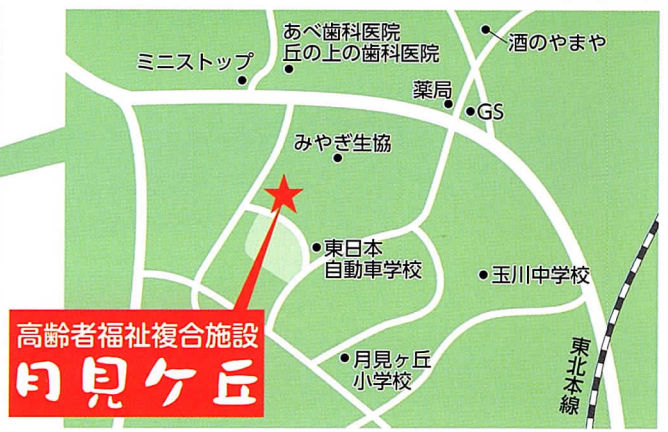 あべ歯科医院
丘の上の歯科医院
酒のやまや
ミニストップ
薬局
GS
みやぎ生協
東日本
自動車学校
玉川中学校
高齢者福祉複合施設
月見ケ丘
月見ヶ丘
小学校
東北本線